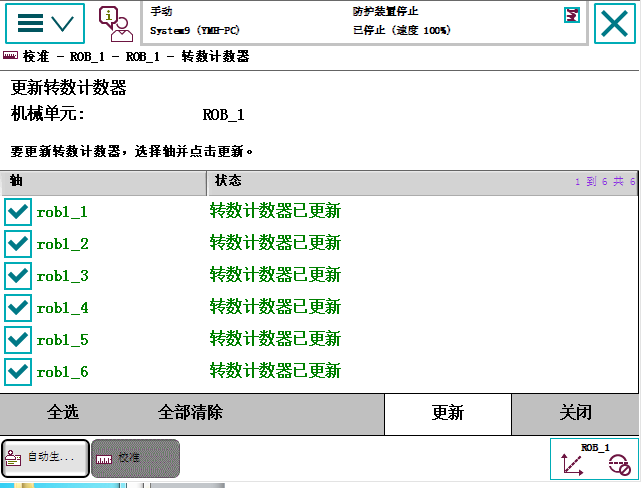 手动
防护装置停止
System9 (YMH-PC)
已停止 (速度 100%)
校准 - ROB_1 - ROB_1 - 转数计数器
更新转数计数器
机械单元: ROB_1
要更新转数计数器，选择轴并点击更新。
轴 状态 1 到 6 共 6
rob1_1 转数计数器已更新
rob1_2 转数计数器已更新
rob1_3 转数计数器已更新
rob1_4 转数计数器已更新
rob1_5 转数计数器已更新
rob1_6 转数计数器已更新
全选 全部清除 更新 关闭
自动生... 校准 ROB_1